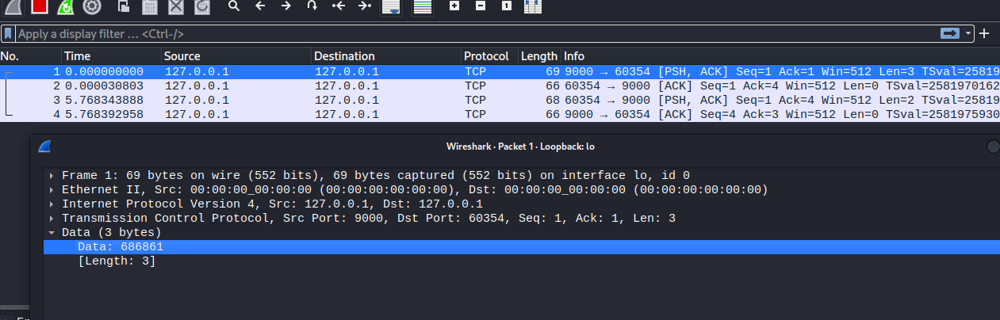 Apply a display filter ... <Ctrl-/>
No. Time Source Destination Protocol Length Info
1 0.000000000 127.0.0.1 127.0.0.1 TCP 69 9000 → 60354 [PSH, ACK] Seq=1 Ack=1 Win=512 Len=3 TSval=25819
2 0.000030803 127.0.0.1 127.0.0.1 TCP 66 60354 → 9000 [ACK] Seq=1 Ack=4 Win=512 Len=0 TSval=2581970162
3 5.768343888 127.0.0.1 127.0.0.1 TCP 68 60354 → 9000 [PSH, ACK] Seq=1 Ack=4 Win=512 Len=2 TSval=25819
4 5.768392958 127.0.0.1 127.0.0.1 TCP 66 9000 → 60354 [ACK] Seq=4 Ack=3 Win=512 Len=0 TSval=2581975930
Wireshark · Packet 1 · Loopback: lo
Frame 1: 69 bytes on wire (552 bits), 69 bytes captured (552 bits) on interface lo, id 0
Ethernet II, Src: 00:00:00_00:00:00 (00:00:00:00:00:00), Dst: 00:00:00_00:00:00 (00:00:00:00:00:00)
Internet Protocol Version 4, Src: 127.0.0.1, Dst: 127.0.0.1
Transmission Control Protocol, Src Port: 9000, Dst Port: 60354, Seq: 1, Ack: 1, Len: 3
Data (3 bytes)
Data: 686861
[Length: 3]